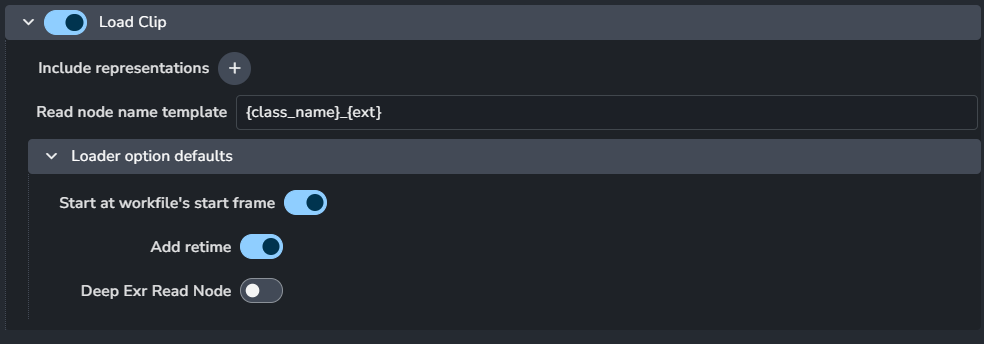 Load Clip
Include representations
Read node name template {class_name}_{ext}
Loader option defaults
Start at workfile's start frame
Add retime
Deep Exr Read Node